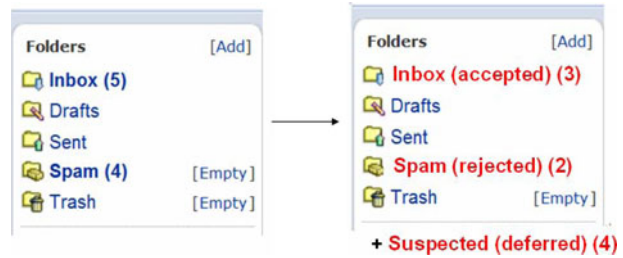 Folders [Add]
Inbox (5)
Drafts
Sent
Spam (4) [Empty]
Trash [Empty]
Folders [Add]
Inbox (accepted) (3)
Drafts
Sent
Spam (rejected) (2)
Trash [Empty]
+ Suspected (deferred) (4)